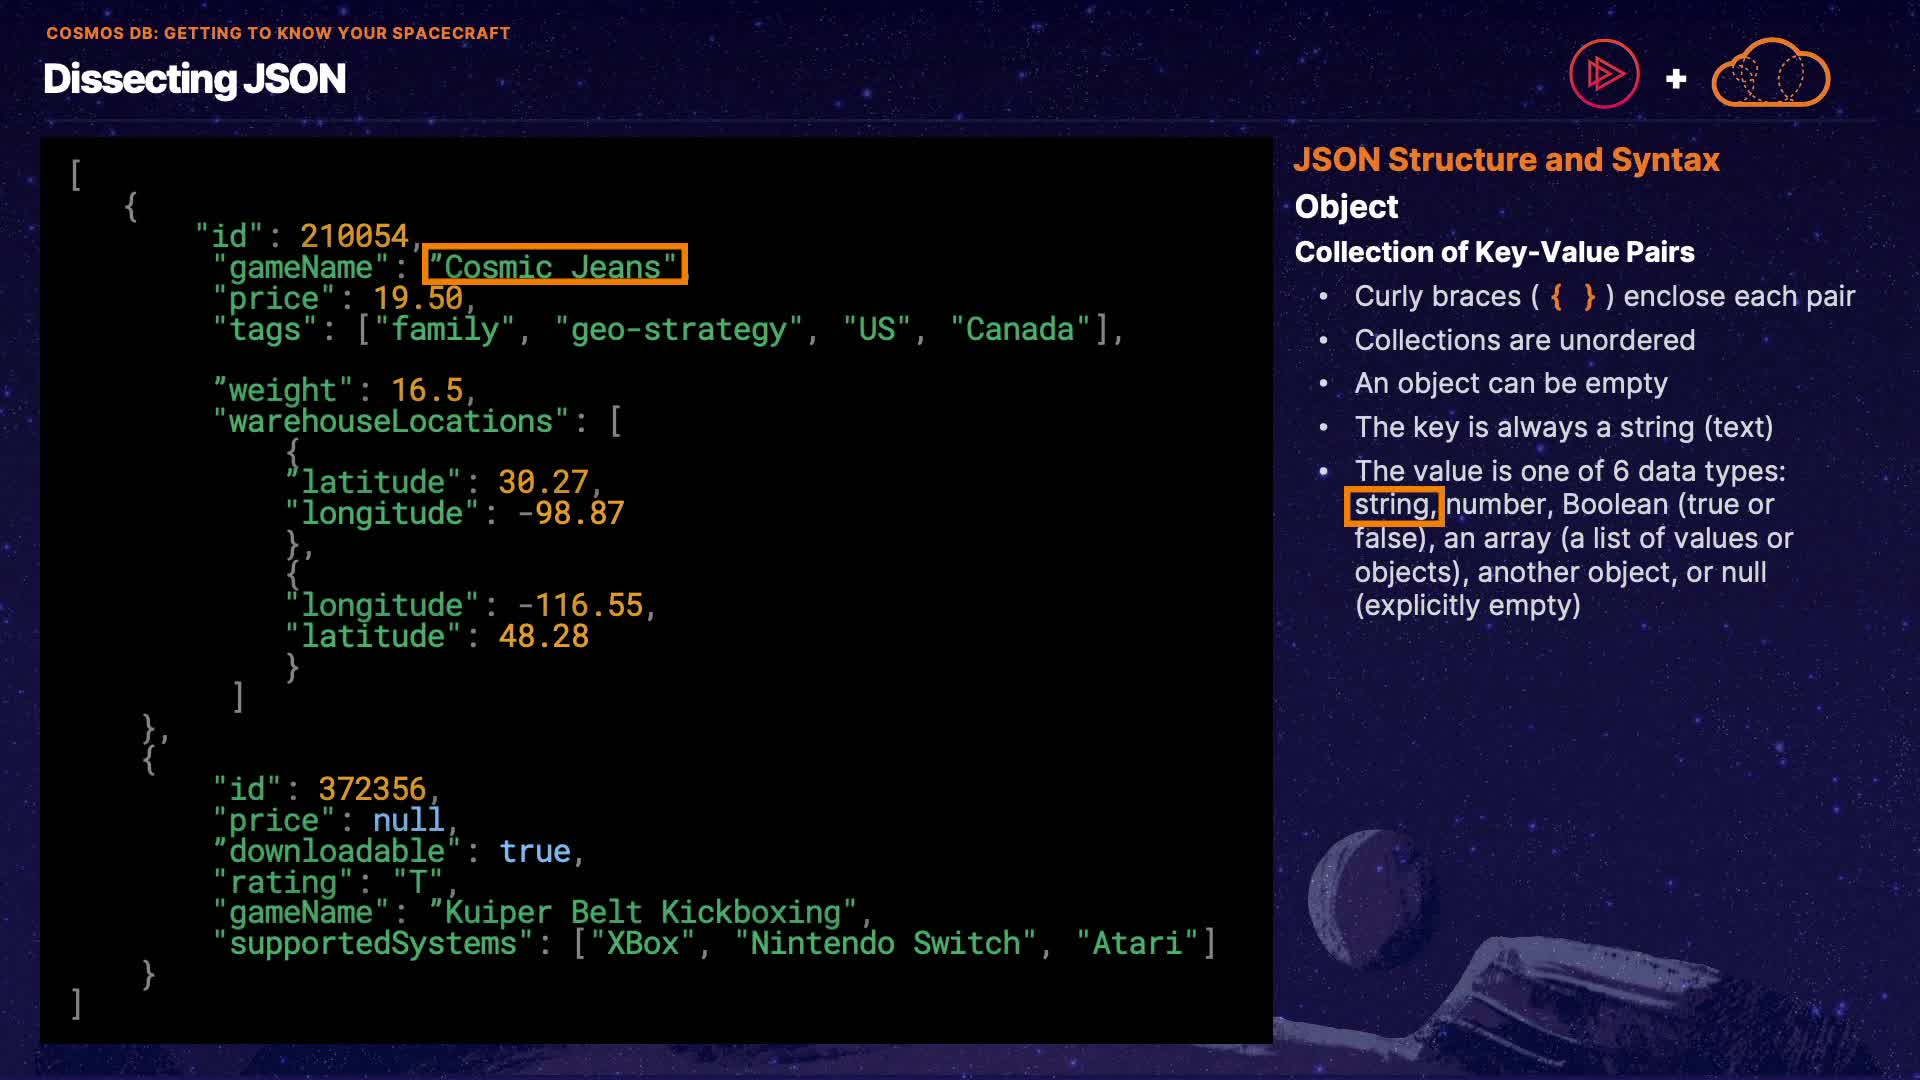 COSMOS DB: GETTING TO KNOW YOUR SPACECRAFT
Dissecting JSON
+
[
{
"id": 210054,
"gameName": ”Cosmic Jeans",
"price": 19.50,
"tags": ["family", "geo-strategy", "US", "Canada"],
”weight": 16.5,
"warehouseLocations": [
{
”latitude": 30.27,
"longitude": -98.87
},
{
"longitude": -116.55,
"latitude": 48.28
}
]
},
{
"id": 372356,
"price": null,
”downloadable": true,
"rating": "T",
"gameName": ”Kuiper Belt Kickboxing",
"supportedSystems": ["XBox", "Nintendo Switch", "Atari"]
}
]
JSON Structure and Syntax
Object
Collection of Key-Value Pairs
• Curly braces ( { } ) enclose each pair
• Collections are unordered
• An object can be empty
• The key is always a string (text)
• The value is one of 6 data types:
string, number, Boolean (true or
false), an array (a list of values or
objects), another object, or null
(explicitly empty)